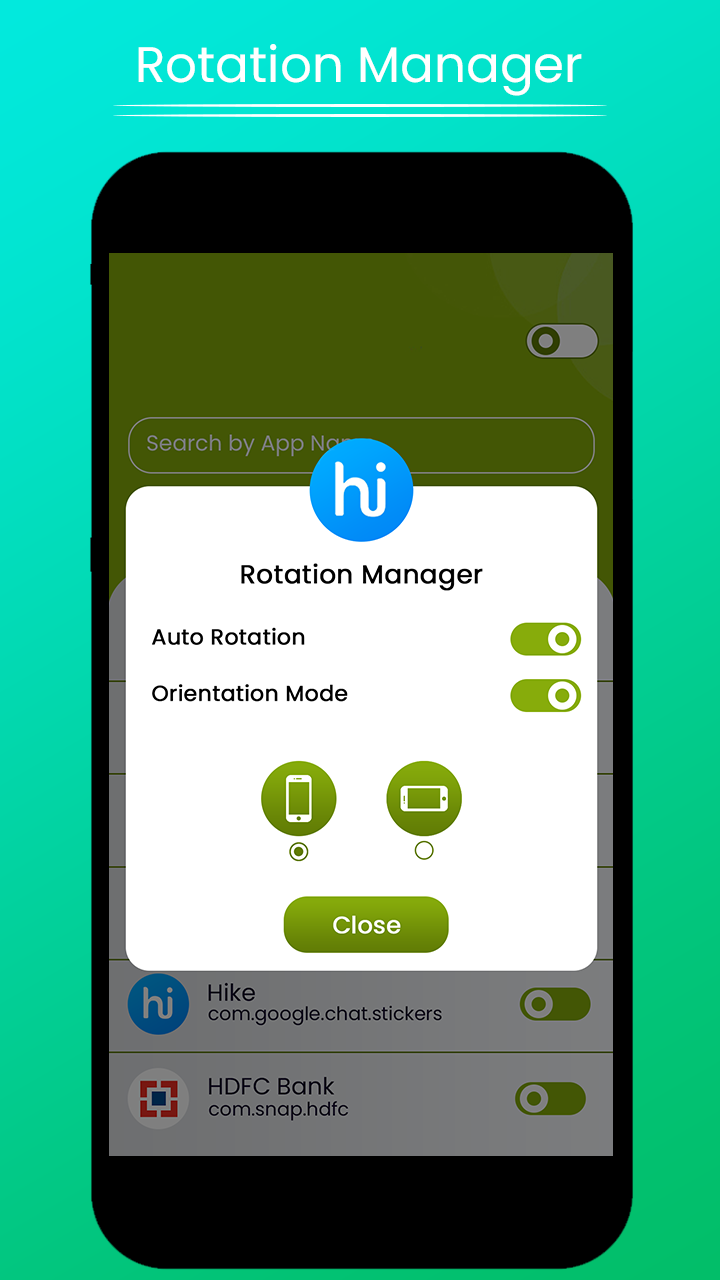 Rotation Manager
Search by App Na
hi
Rotation Manager
Auto Rotation
Orientation Mode
Close
hi
Hike
com.google.chat.stickers
HDFC Bank
com.snap.hdfc